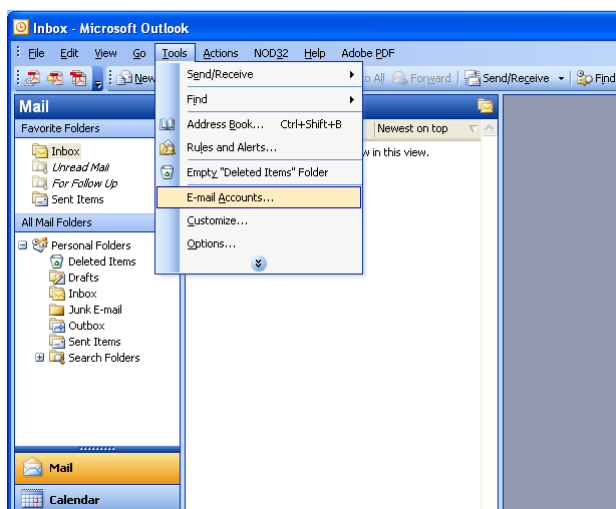 Inbox - Microsoft Outlook
File Edit View Go Tools Actions NOD32 Help Adobe PDF
New to All Forward Send/Receive Find
Mail
Favorite Folders
Inbox
Unread Mail
For Follow Up
Sent Items
All Mail Folders
Personal Folders
Deleted Items
Drafts
Inbox
Junk E-mail
Outbox
Sent Items
Search Folders
Mail
Calendar
Send/Receive
Find
Address Book... Ctrl+Shift+B
Rules and Alerts...
Empty "Deleted Items" Folder
E-mail Accounts...
Customize...
Options...
Newest on top
w in this view.